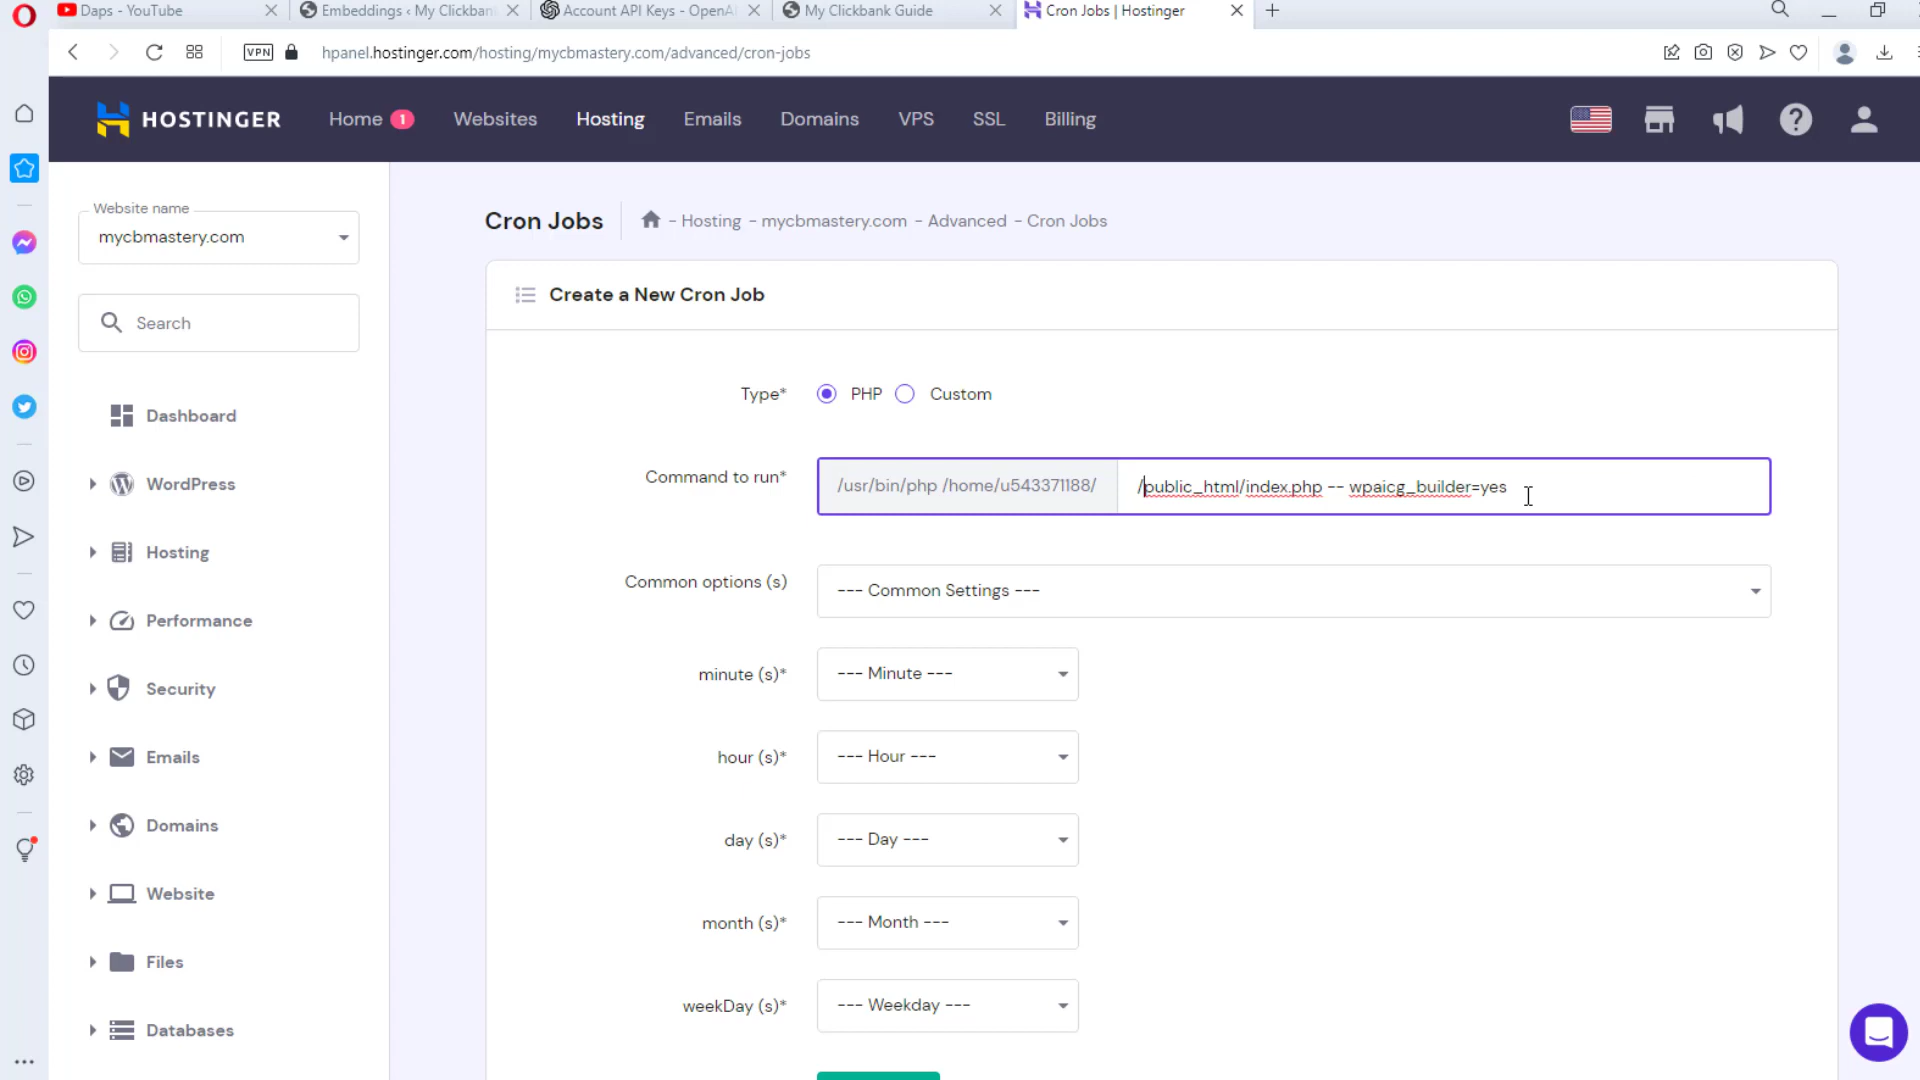 Daps - YouTube
Embeddings ‹ My Clickban
Account API Keys - OpenA
My Clickbank Guide
Cron Jobs | Hostinger
VPN
hpanel.hostinger.com/hosting/mycbmastery.com/advanced/cron-jobs
HOSTINGER
Home 1
Websites
Hosting
Emails
Domains
VPS
SSL
Billing
Website name
mycbmastery.com
Search
Dashboard
WordPress
Hosting
Performance
Security
Emails
Domains
Website
Files
Databases
Cron Jobs
- Hosting - mycbmastery.com - Advanced - Cron Jobs
Create a New Cron Job
Type*
PHP
Custom
Command to run*
/usr/bin/php /home/u543371188/
/public_html/index.php -- wpaicg_builder=yes
Common options (s)
--- Common Settings ---
minute (s)*
--- Minute ---
hour (s)*
--- Hour ---
day (s)*
--- Day ---
month (s)*
--- Month ---
weekDay (s)*
--- Weekday ---